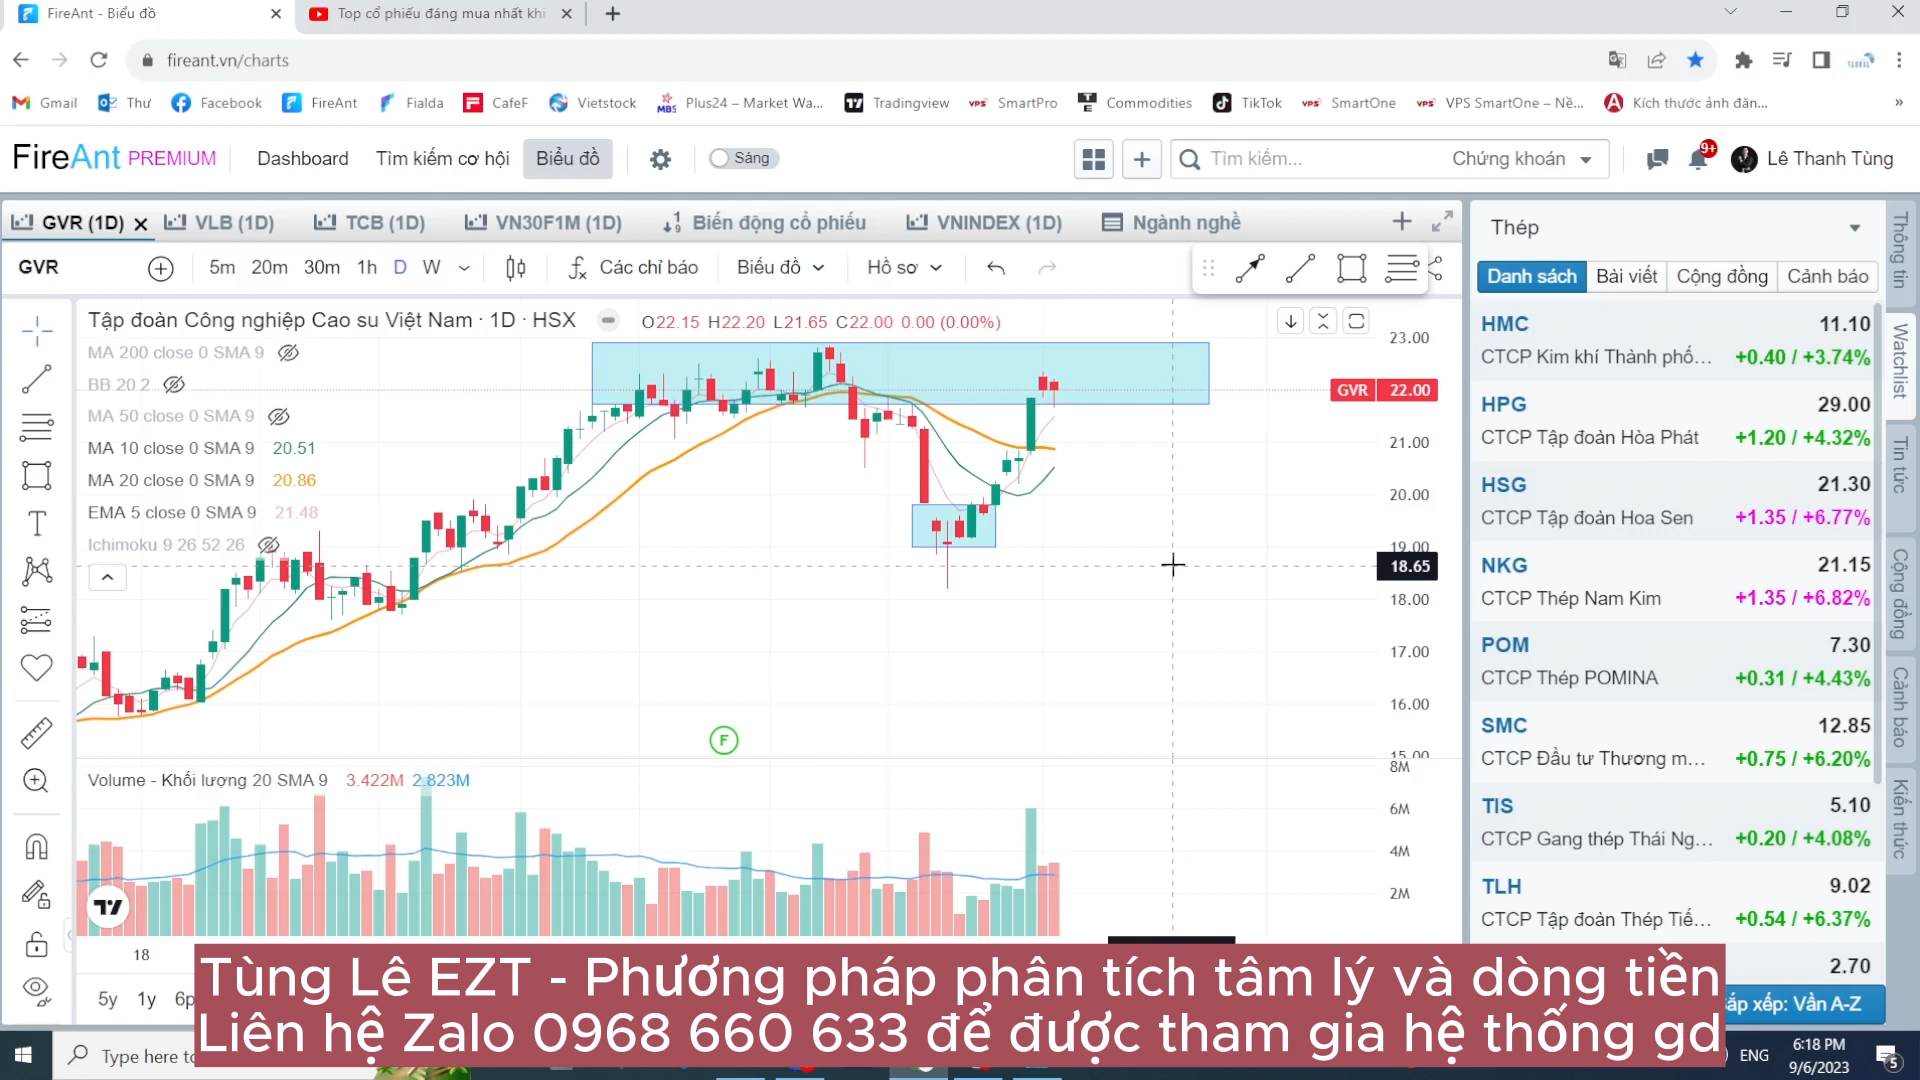 FireAnt - Biểu đồ
Top cổ phiếu đáng mua nhất khi
fireant.vn/charts
Gmail
Thư
Facebook
FireAnt
Fialda
CafeF
Vietstock
Plus24 – Market Wa...
Tradingview
SmartPro
Commodities
TikTok
SmartOne
VPS SmartOne – Nề...
Kích thước ảnh đăn...
»
FireAnt PREMIUM
Dashboard
Tìm kiếm cơ hội
Biểu đồ
Sáng
Tìm kiếm...
Chứng khoán
9+
Lê Thanh Tùng
GVR (1D)
VLB (1D)
TCB (1D)
VN30F1M (1D)
Biến động cổ phiếu
VNINDEX (1D)
Ngành nghề
GVR
5m 20m 30m 1h D W
Các chỉ báo
Biểu đồ
Hồ sơ
Tập đoàn Công nghiệp Cao su Việt Nam · 1D · HSX
O22.15 H22.20 L21.65 C22.00 0.00 (0.00%)
MA 200 close 0 SMA 9
BB 20 2
MA 50 close 0 SMA 9
MA 10 close 0 SMA 9 20.51
MA 20 close 0 SMA 9 20.86
EMA 5 close 0 SMA 9 21.48
Ichimoku 9 26 52 26
23.00
GVR 22.00
21.00
20.00
19.00
18.65
18.00
17.00
16.00
15.00
F
Volume - Khối lượng 20 SMA 9 3.422M 2.823M
8M
6M
4M
2M
18
5y 1y
Thép
Danh sách
Bài viết
Cộng đồng
Cảnh báo
HMC 11.10
CTCP Kim khí Thành phố... +0.40 / +3.74%
HPG 29.00
CTCP Tập đoàn Hòa Phát +1.20 / +4.32%
HSG 21.30
CTCP Tập đoàn Hoa Sen +1.35 / +6.77%
NKG 21.15
CTCP Thép Nam Kim +1.35 / +6.82%
POM 7.30
CTCP Thép POMINA +0.31 / +4.43%
SMC 12.85
CTCP Đầu tư Thương m... +0.75 / +6.20%
TIS 5.10
CTCP Gang thép Thái Ng... +0.20 / +4.08%
TLH 9.02
CTCP Tập đoàn Thép Tiế... +0.54 / +6.37%
2.70
xếp: Vần A-Z
Thông tin
Watchlist
Tin tức
Cộng đồng
Cảnh báo
Kiến thức
Tùng Lê EZT - Phương pháp phân tích tâm lý và dòng tiền
Liên hệ Zalo 0968 660 633 để được tham gia hệ thống gd
Type here to
ENG
6:18 PM
9/6/2023
5